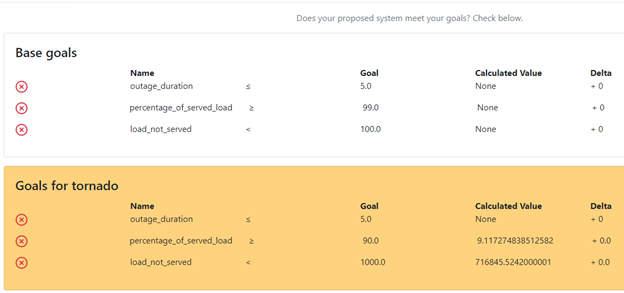 Does your proposed system meet your goals? Check below.
Base goals
Name Goal Calculated Value Delta
outage_duration ≤ 5.0 None + 0
percentage_of_served_load ≥ 99.0 None + 0
load_not_served < 100.0 None + 0
Goals for tornado
Name Goal Calculated Value Delta
outage_duration ≤ 5.0 None + 0
percentage_of_served_load ≥ 90.0 9.117274838512582 + 0.0
load_not_served < 1000.0 716845.5242000001 + 0.0